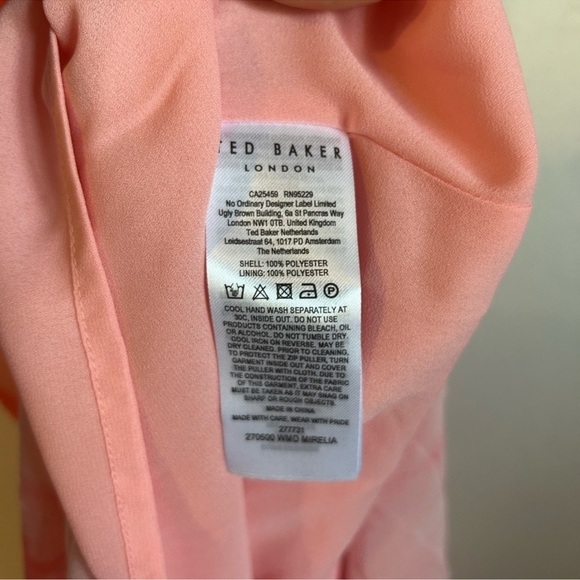 TED BAKER
LONDON
CA25459 RN95229
No Ordinary Designer Label Limited
Ugly Brown Building, 6a St Pancras Way
London NW1 0TB. United Kingdom
Ted Baker Netherlands
Leidsestraat 64, 1017 PD Amsterdam
The Netherlands
SHELL: 100% POLYESTER
LINING: 100% POLYESTER
P
COOL HAND WASH SEPARATELY AT
30C, INSIDE OUT. DO NOT USE
PRODUCTS CONTAINING BLEACH, OIL
OR ALCOHOL. DO NOT TUMBLE DRY.
COOL IRON ON REVERSE. MAY BE
DRY CLEANED. PRIOR TO CLEANING,
TO PROTECT THE ZIP PULLER, TURN
GARMENT INSIDE OUT AND COVER
THE PULLER WITH CLOTH. DUE TO
THE CONSTRUCTION OF THE FABRIC
OF THIS GARMENT, EXTRA CARE
MUST BE TAKEN AS IT MAY SNAG ON
SHARP OR ROUGH OBJECTS.
MADE IN CHINA
MADE WITH CARE, WEAR WITH PRIDE
277731
270500 WMD MIRELIA